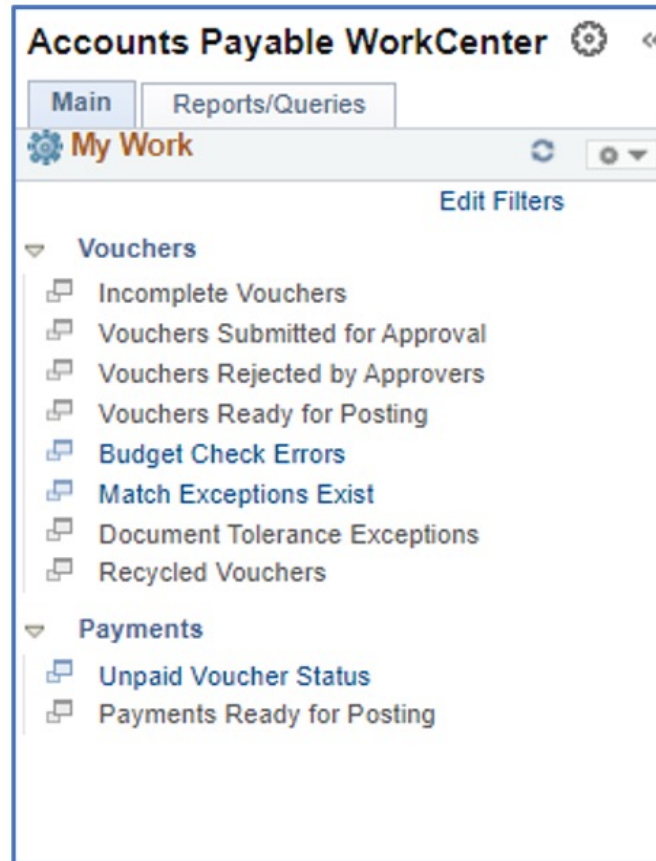 Accounts Payable WorkCenter
Main Reports/Queries
My Work
Edit Filters
Vouchers
Incomplete Vouchers
Vouchers Submitted for Approval
Vouchers Rejected by Approvers
Vouchers Ready for Posting
Budget Check Errors
Match Exceptions Exist
Document Tolerance Exceptions
Recycled Vouchers
Payments
Unpaid Voucher Status
Payments Ready for Posting